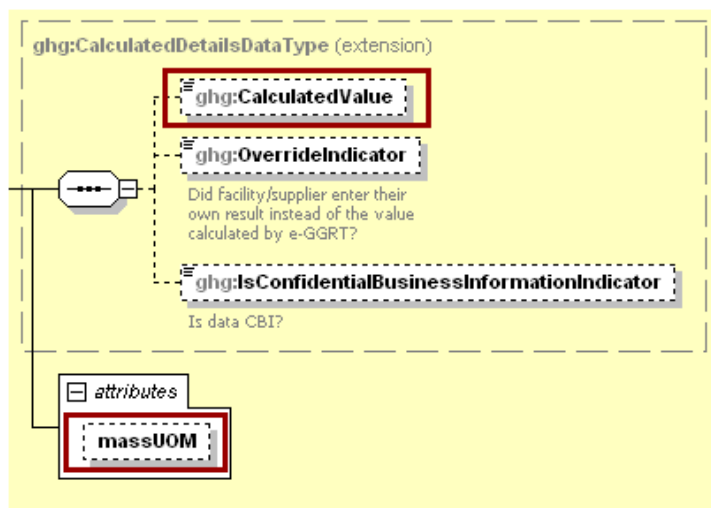 ghg:CalculatedDetailsDataType (extension)
ghg:CalculatedValue
ghg:OverrideIndicator
Did facility/supplier enter their
own result instead of the value
calculated by e-GGRT?
ghg:IsConfidentialBusinessInformationIndicator
Is data CBI?
attributes
massUOM